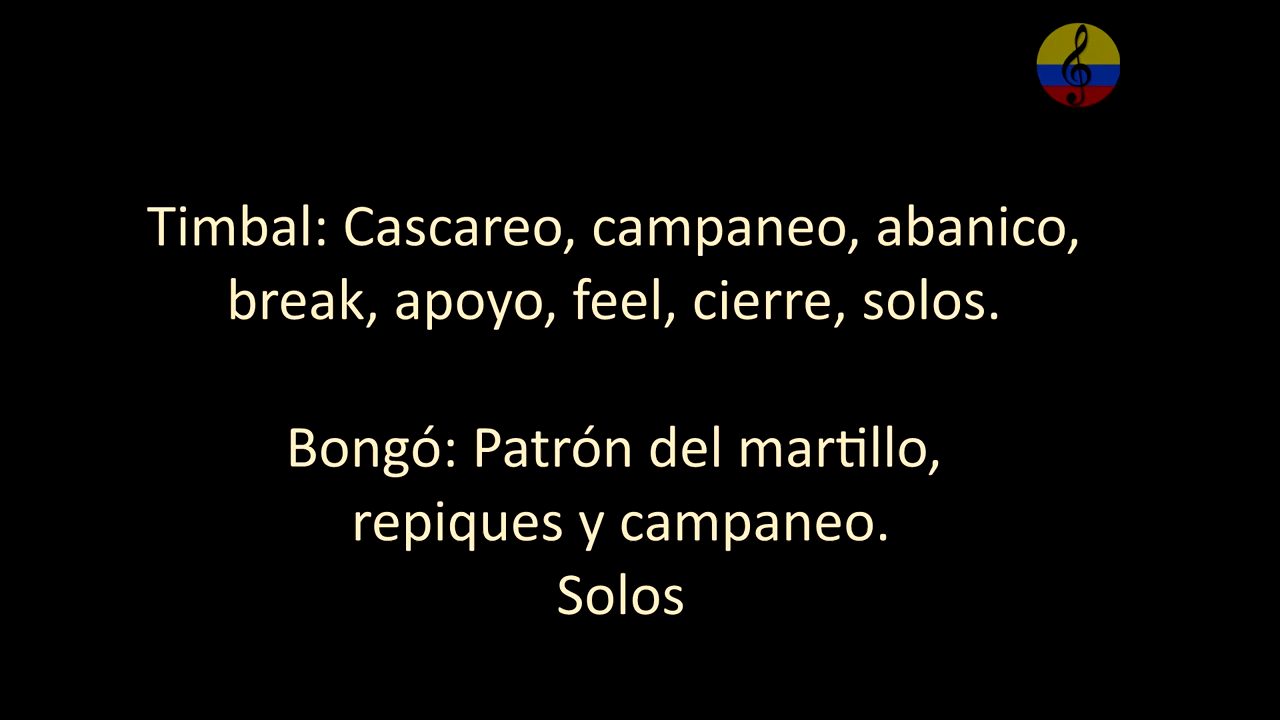 Timbal: Cascareo, campaneo, abanico,
break, apoyo, feel, cierre, solos.
Bongó: Patrón del martillo,
repiques y campaneo.
Solos